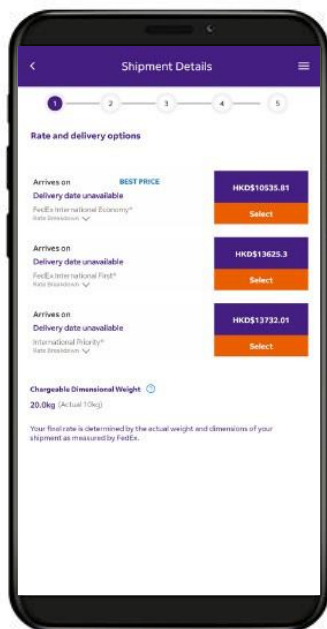 Shipment Details
1 2 3 4 5
Rate and delivery options
Arrives on BEST PRICE
Delivery date unavailable
HKD$10535.81
FedEx International Economy®
Rate Breakdown
Select
Arrives on
Delivery date unavailable
HKD$13625.3
FedEx International First®
Rate Breakdown
Select
Arrives on
Delivery date unavailable
HKD$13732.01
International Priority®
Rate Breakdown
Select
Chargeable Dimensional Weight ?
20.0kg (Actual 10kg)
Your final rate is determined by the actual weight and dimensions of your
shipment as measured by FedEx.